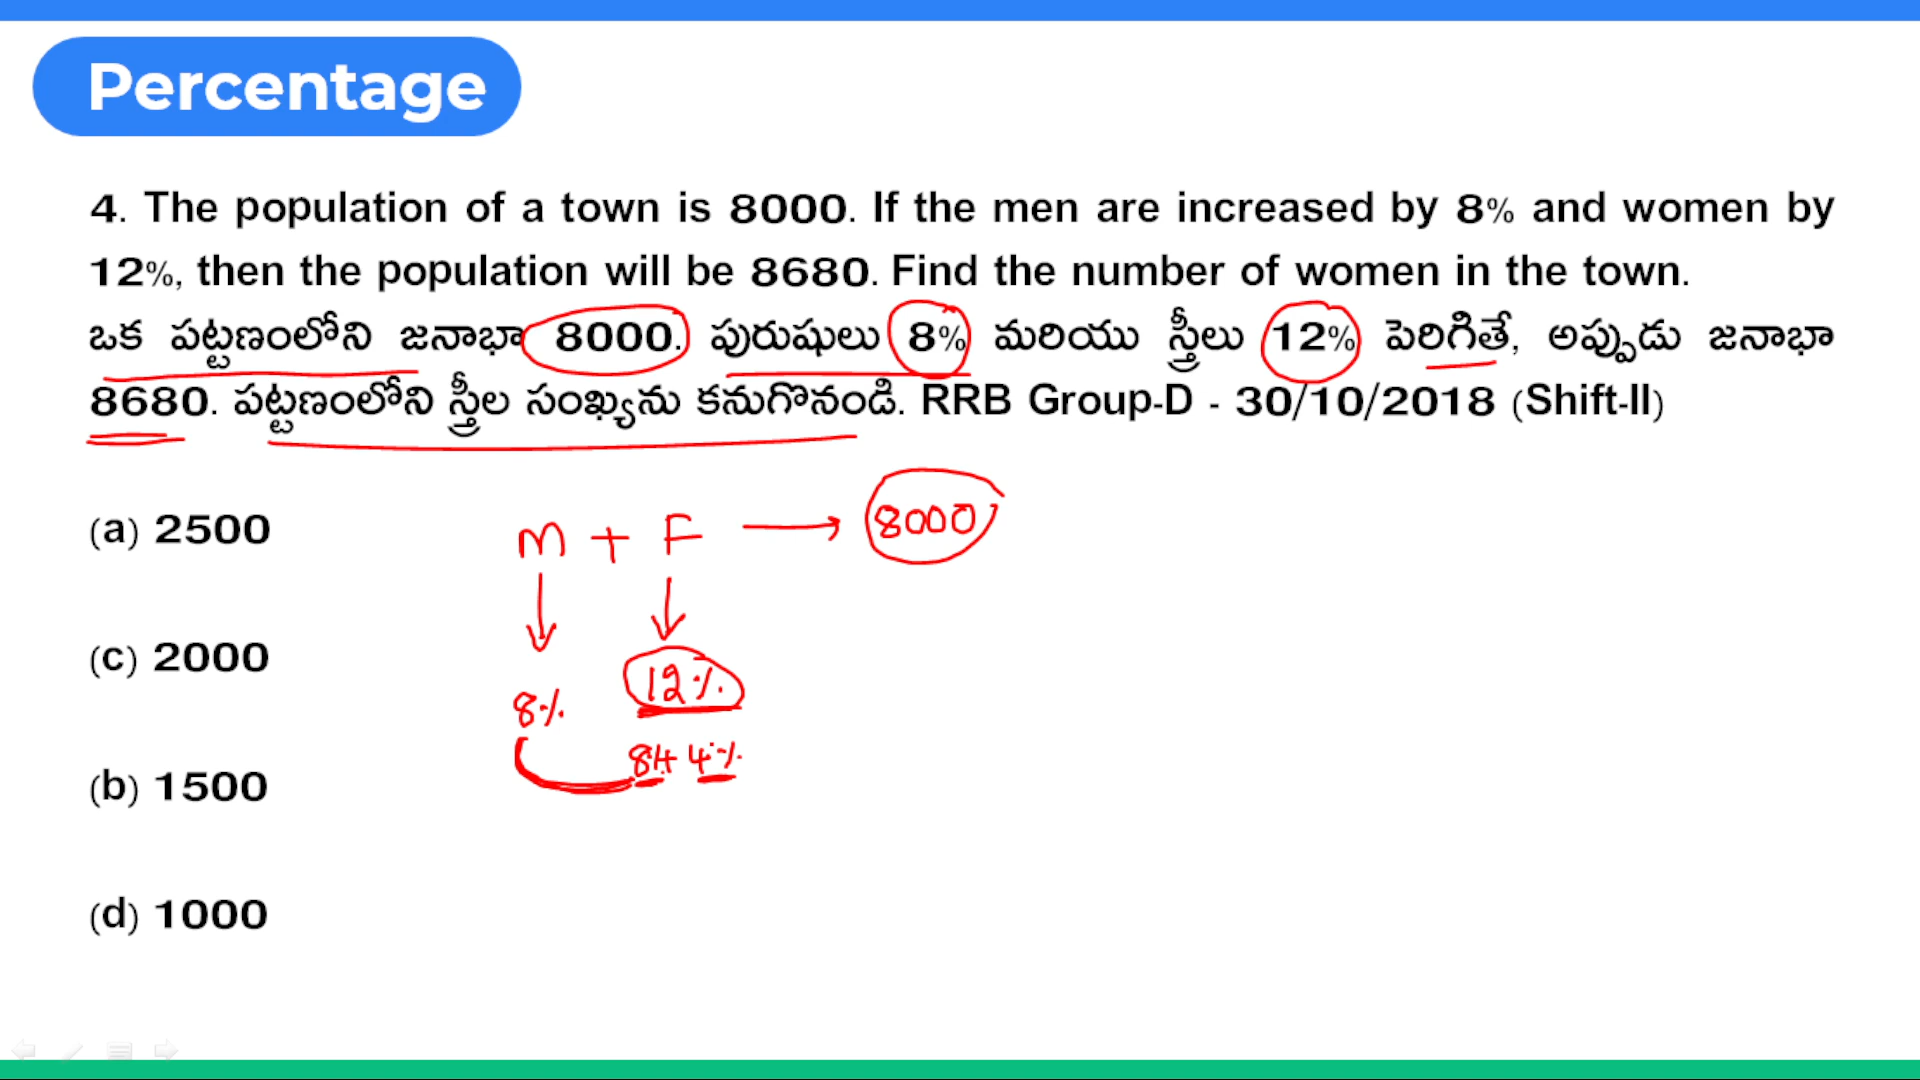 Percentage
4. The population of a town is 8000. If the men are increased by 8% and women by
12%, then the population will be 8680. Find the number of women in the town.
ఒక పట్టణంలోని జనాభా 8000. పురుషులు 8% మరియు స్త్రీలు 12% పెరిగితే, అప్పుడు జనాభా
8680. పట్టణంలోని స్త్రీల సంఖ్యను కనుగొనండి. RRB Group-D - 30/10/2018 (Shift-II)
(a) 2500
M + F → 8000
(c) 2000
8% 12%
8% + 4%
(b) 1500
(d) 1000